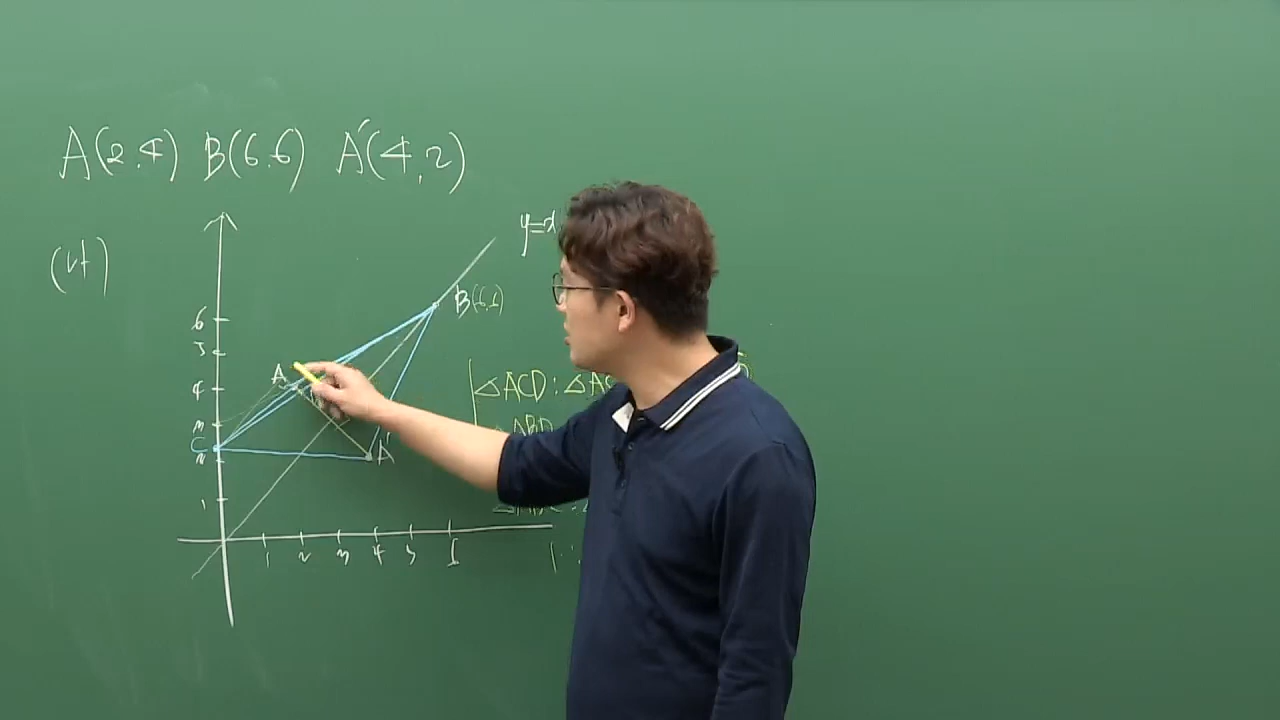 A(2.4) B(6.6) A′(4,2)
(나)
y=x
B(6,6)
6
5
A
4
3
C
2
A′
1
1 2 3 4 5 6
△ACD : △A
ABD